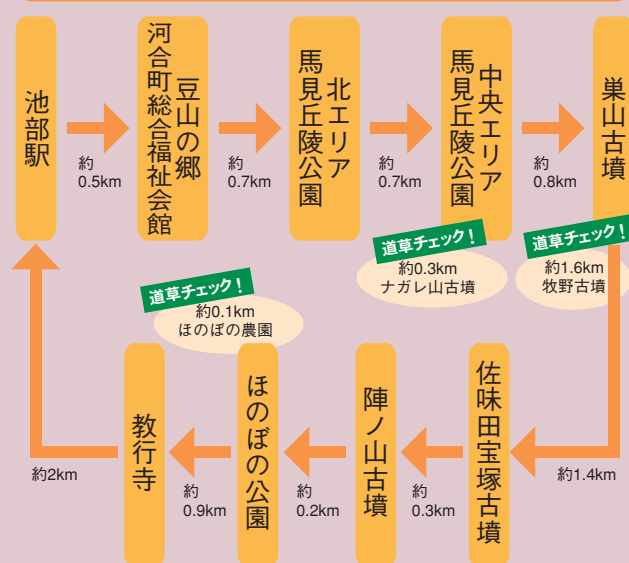 池部駅
約
0.5km
豆山の郷
河合町総合福祉会館
約
0.7km
馬見丘陵公園
北エリア
約
0.7km
馬見丘陵公園
中央エリア
約
0.8km
巣山古墳
道草チェック!
約0.3km
ナガレ山古墳
道草チェック!
約1.6km
牧野古墳
約1.4km
佐味田宝塚古墳
約
0.3km
陣ノ山古墳
約
0.2km
ほのぼの公園
道草チェック!
約0.1km
ほのぼの農園
約
0.9km
教行寺
約2km